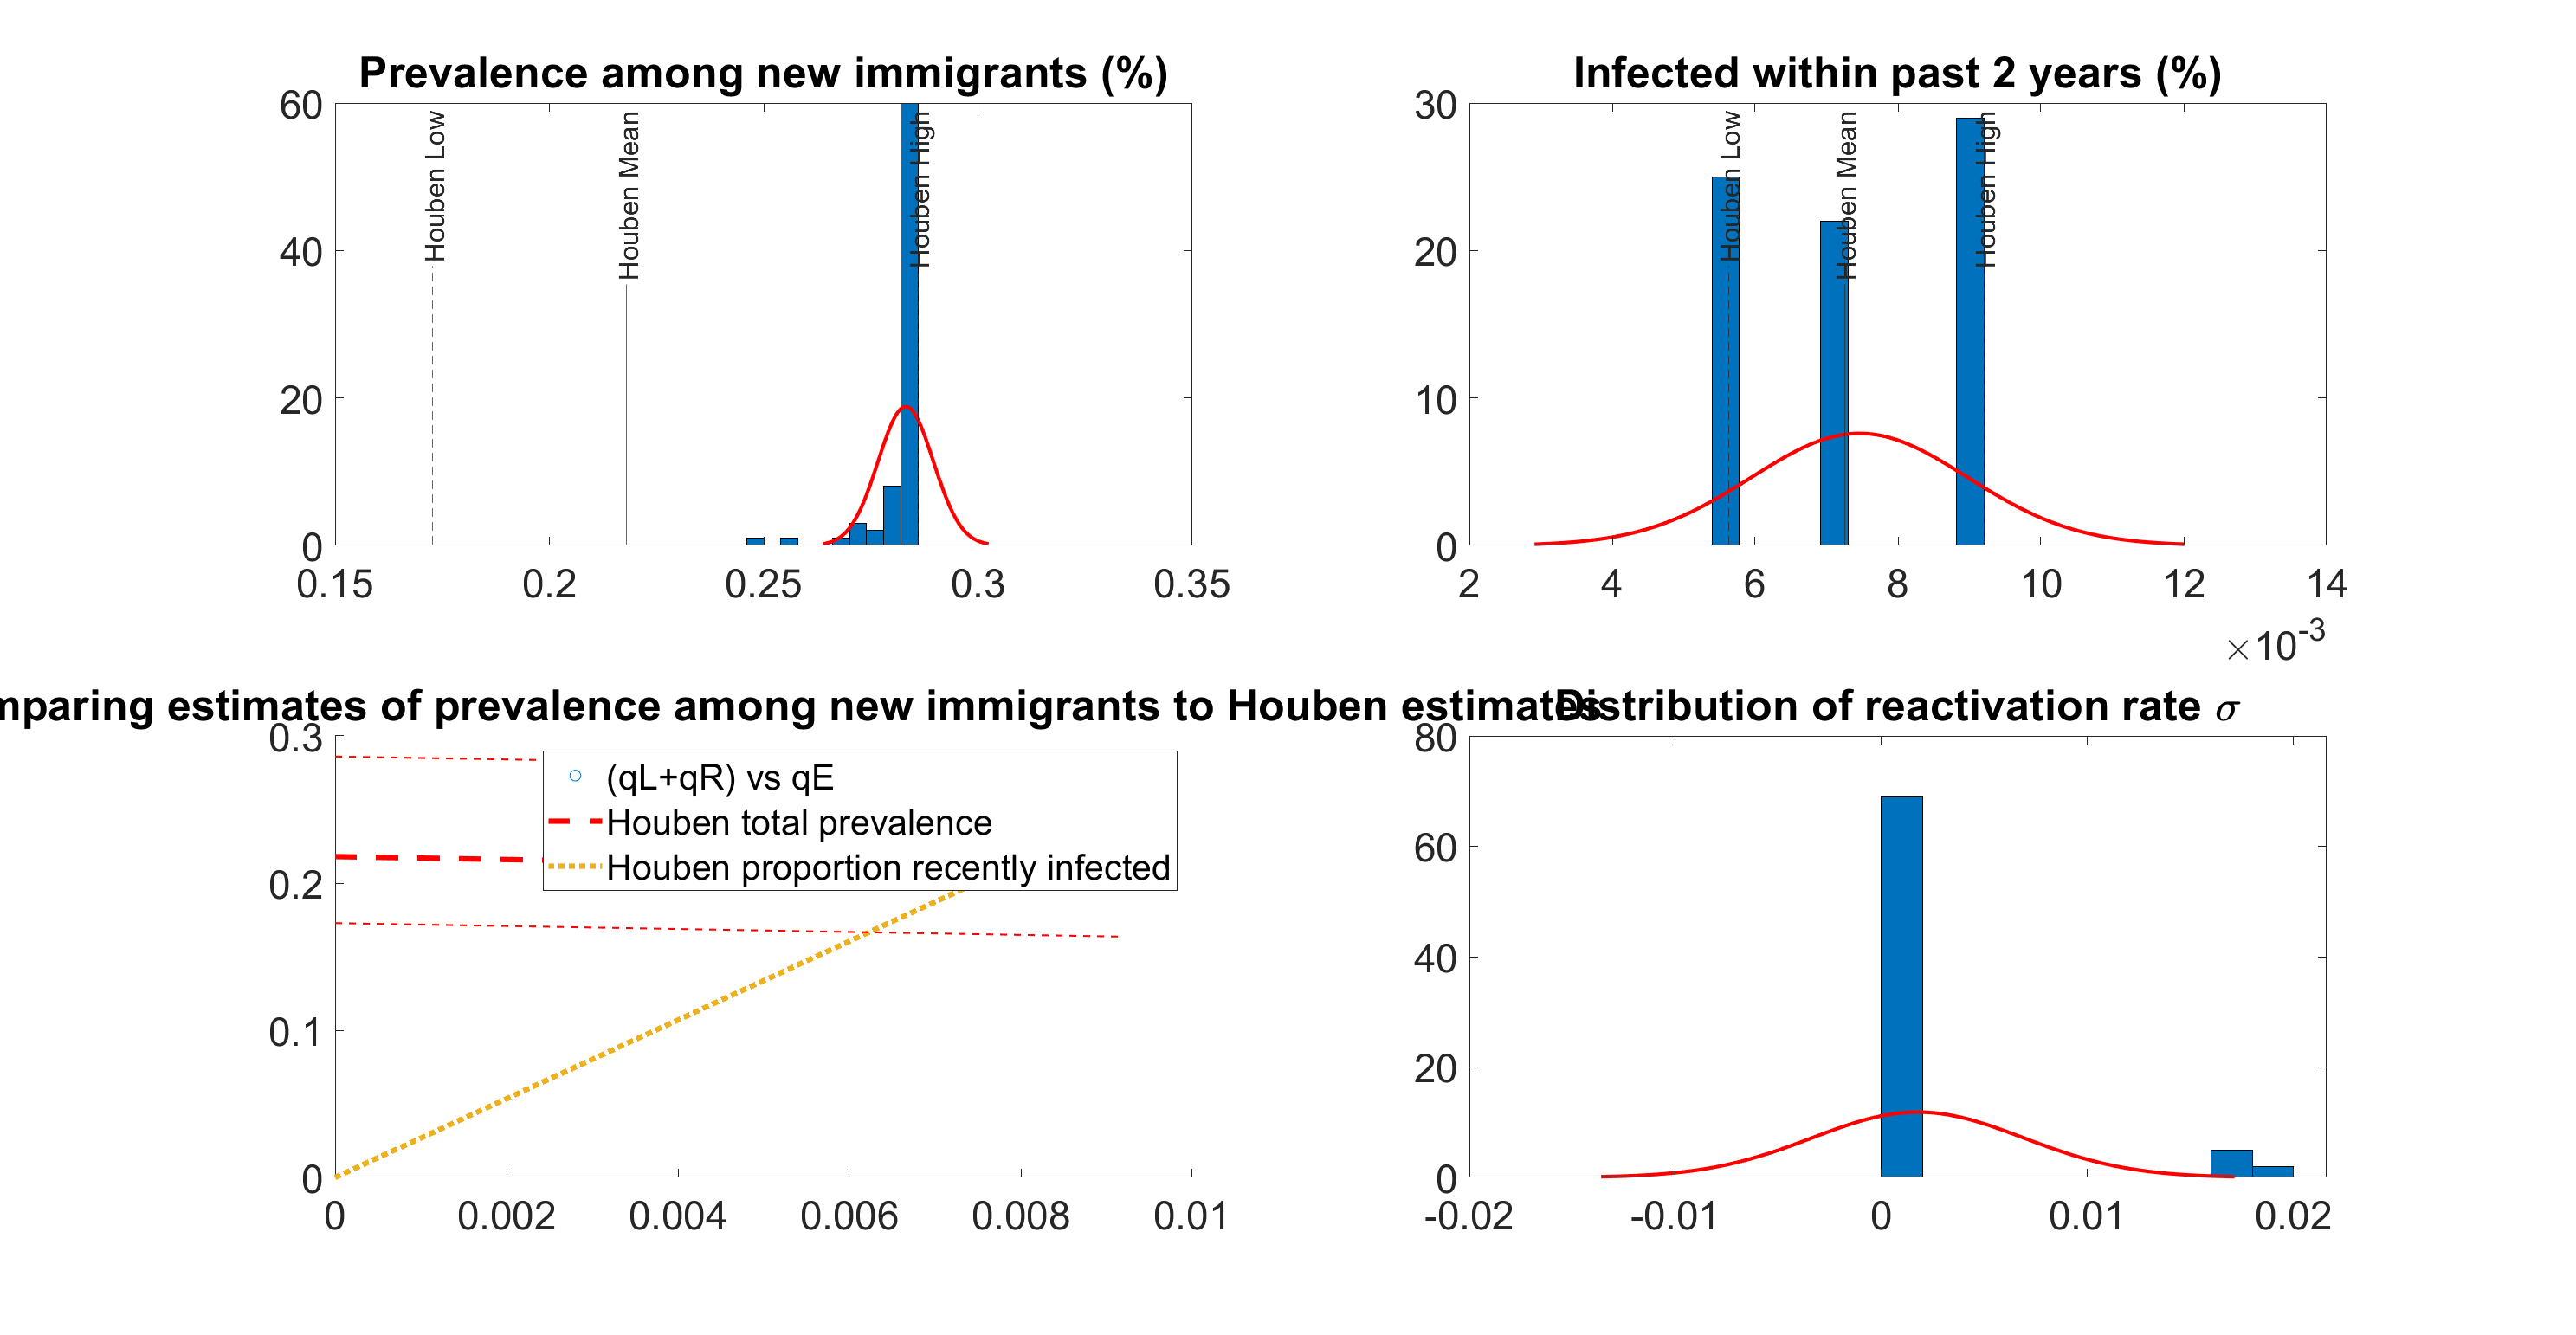 Prevalence among new immigrants (%)
60
40
20
0
0.15 0.2 0.25 0.3 0.35
Houben Low
Houben Mean
Houben High
Infected within past 2 years (%)
30
20
10
0
2 4 6 8 10 12 14
×10-3
Houben Low
Houben Mean
Houben High
mparing estimates of prevalence among new immigrants to Houben estimates
0.3
0.2
0.1
0
0 0.002 0.004 0.006 0.008 0.01
(qL+qR) vs qE
Houben total prevalence
Houben proportion recently infected
Distribution of reactivation rate σ
80
60
40
20
0
-0.02 -0.01 0 0.01 0.02